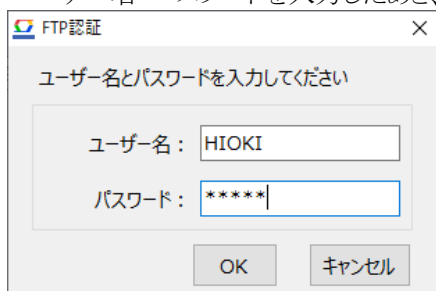 FTP認証
ユーザー名とパスワードを入力してください
ユーザー名： HIOKI
パスワード： *****
OK キャンセル